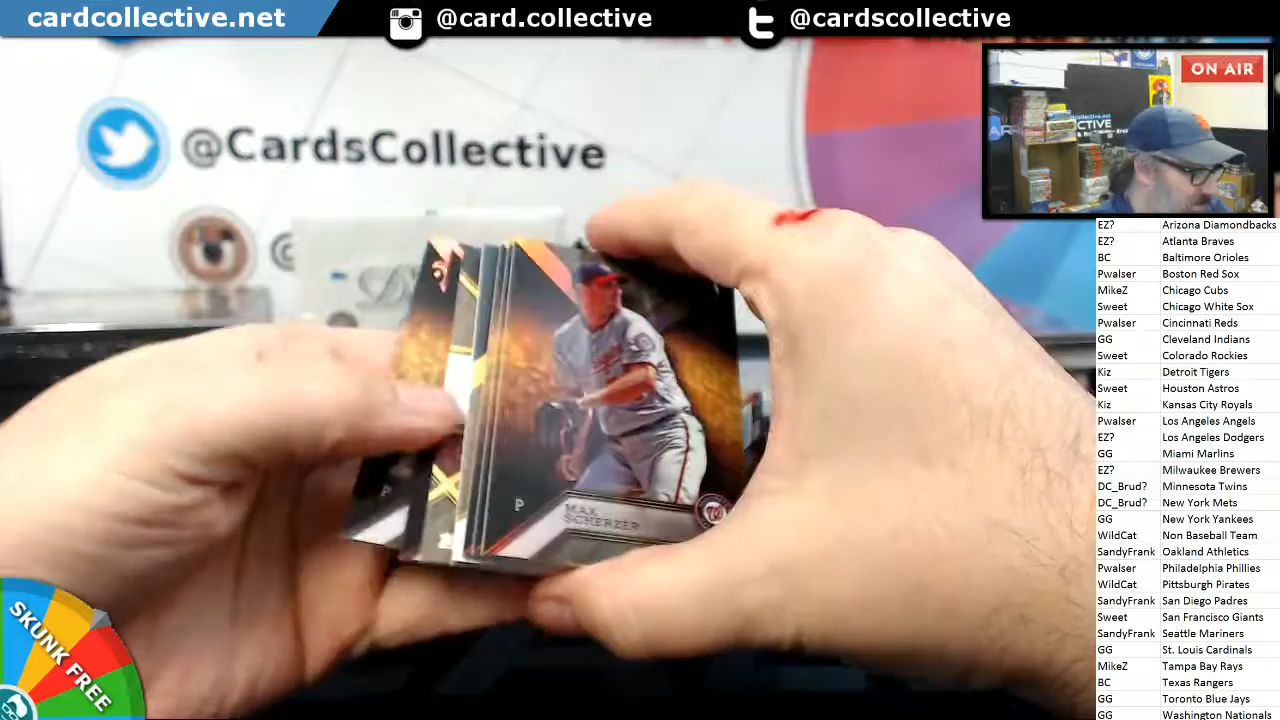 cardcollective.net
@card.collective
@cardscollective
ON AIR
@CardsCollective
@
P
MAX
SCHERZER
W
SKUNK FREE
EZ? Arizona Diamondbacks
EZ? Atlanta Braves
BC Baltimore Orioles
Pwalser Boston Red Sox
MikeZ Chicago Cubs
Sweet Chicago White Sox
Pwalser Cincinnati Reds
GG Cleveland Indians
Sweet Colorado Rockies
Kiz Detroit Tigers
Sweet Houston Astros
Kiz Kansas City Royals
Pwalser Los Angeles Angels
EZ? Los Angeles Dodgers
GG Miami Marlins
EZ? Milwaukee Brewers
DC_Brud? Minnesota Twins
DC_Brud? New York Mets
GG New York Yankees
WildCat Non Baseball Team
SandyFrank Oakland Athletics
Pwalser Philadelphia Phillies
WildCat Pittsburgh Pirates
SandyFrank San Diego Padres
Sweet San Francisco Giants
SandyFrank Seattle Mariners
GG St. Louis Cardinals
MikeZ Tampa Bay Rays
BC Texas Rangers
GG Toronto Blue Jays
GG Washington Nationals